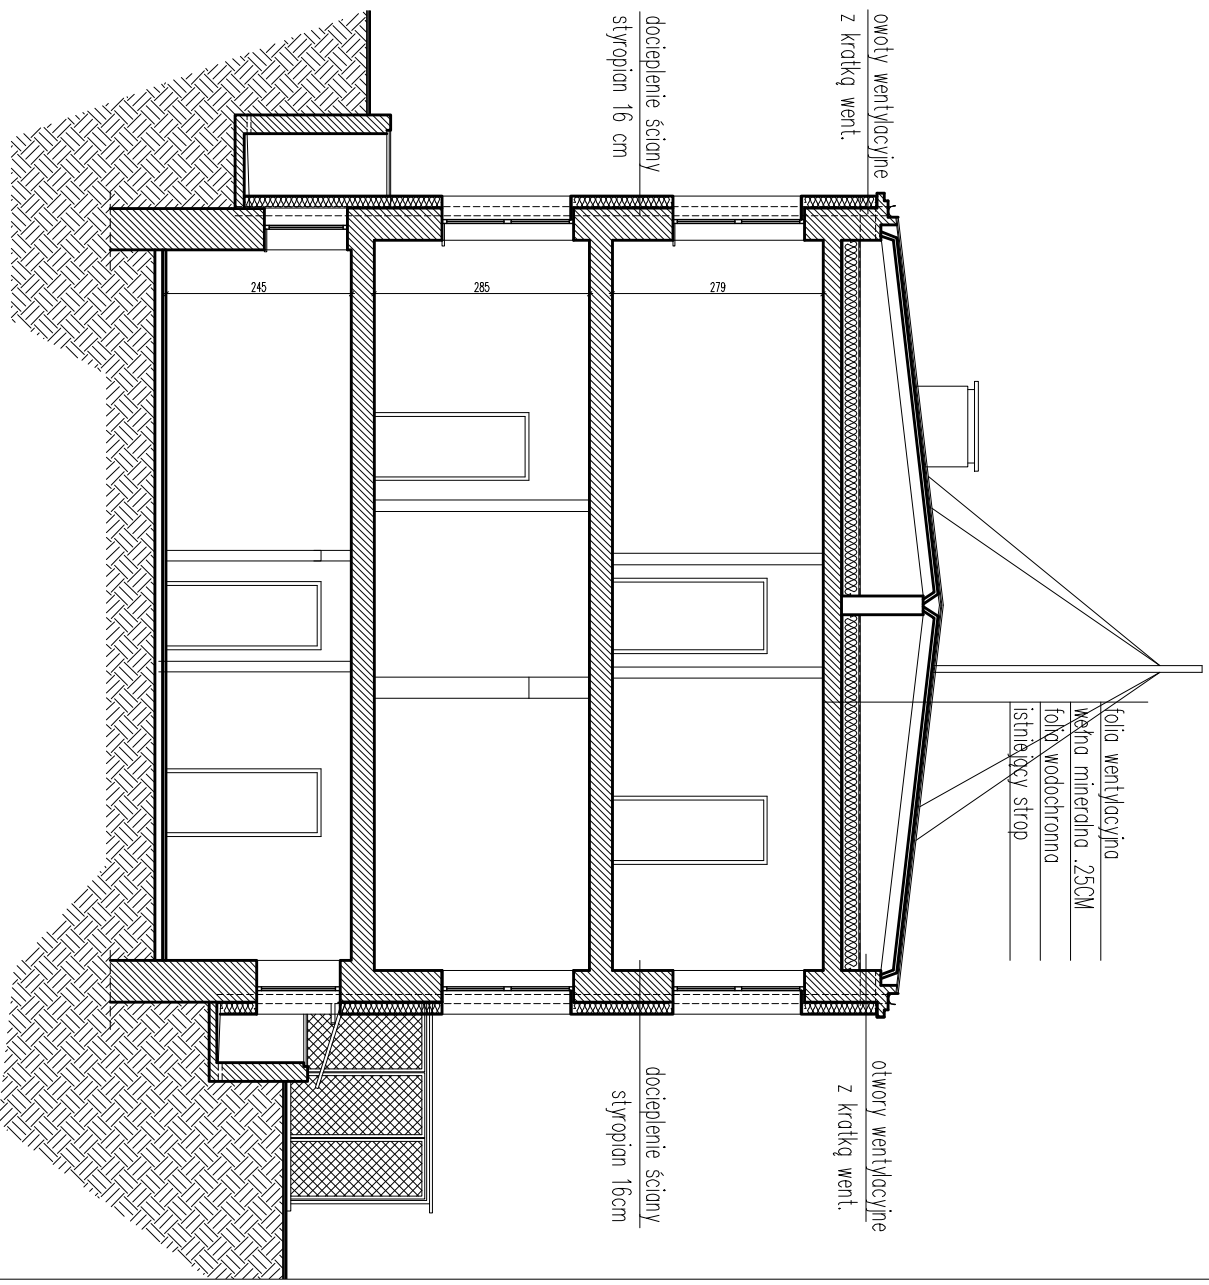 owoty wentylacyjne
z kratką went.
docieplenie ściany
styropian 16 cm
245
285
279
folia wentylacyjna
wełna mineralna .25CM
folia wodochronna
istniejący strop
otwory wentylacyjne
z kratką went.
docieplenie ściany
styropian 16cm